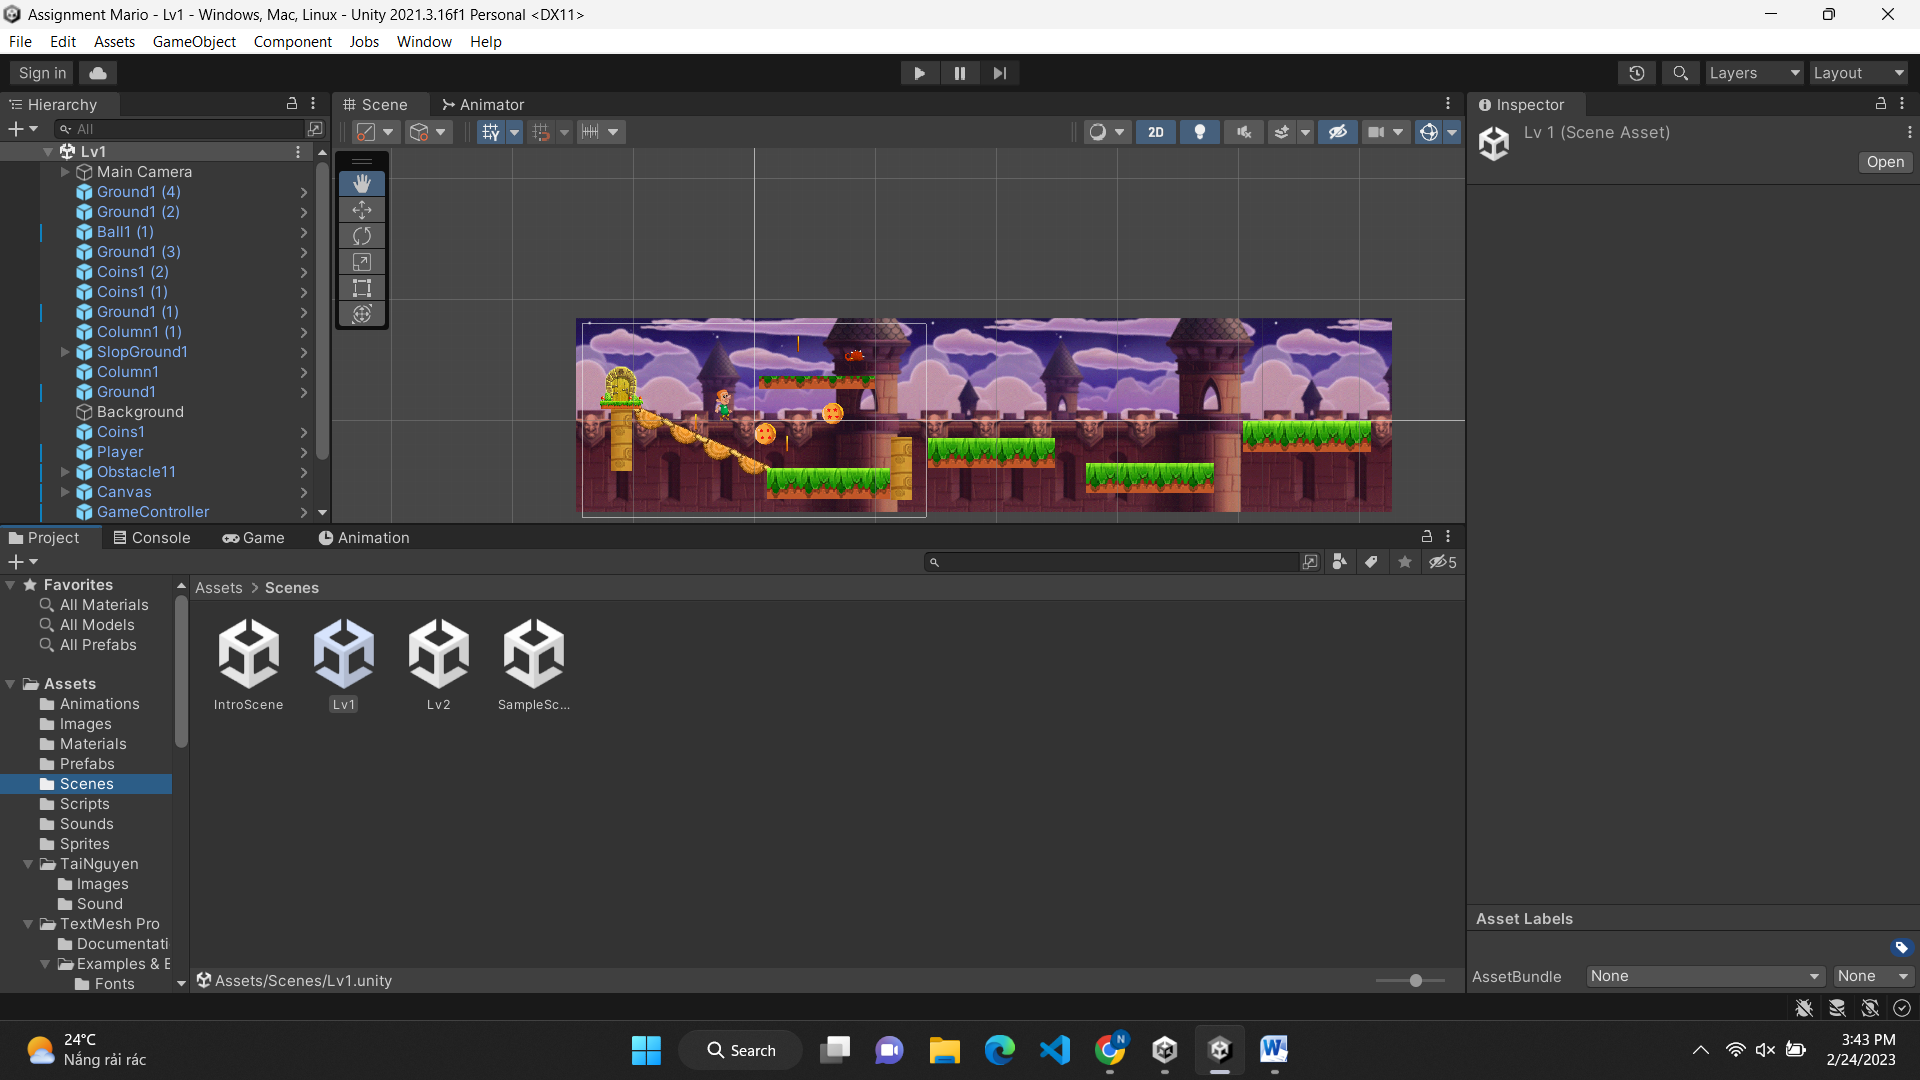 Assignment Mario - Lv1 - Windows, Mac, Linux - Unity 2021.3.16f1 Personal <DX11>
File Edit Assets GameObject Component Jobs Window Help
Sign in
Layers
Layout
Hierarchy
All
Lv1
Main Camera
Ground1 (4)
Ground1 (2)
Ball1 (1)
Ground1 (3)
Coins1 (2)
Coins1 (1)
Ground1 (1)
Column1 (1)
SlopGround1
Column1
Ground1
Background
Coins1
Player
Obstacle11
Canvas
GameController
Scene
Animator
2D
Inspector
Lv 1 (Scene Asset)
Open
Project
Console
Game
Animation
5
Favorites
All Materials
All Models
All Prefabs
Assets
Animations
Images
Materials
Prefabs
Scenes
Scripts
Sounds
Sprites
TaiNguyen
Images
Sound
TextMesh Pro
Documentati
Examples & E
Fonts
Assets > Scenes
IntroScene
Lv1
Lv2
SampleSc...
Assets/Scenes/Lv1.unity
Asset Labels
AssetBundle
None
None
24°C
Nắng rải rác
Search
N
3:43 PM
2/24/2023